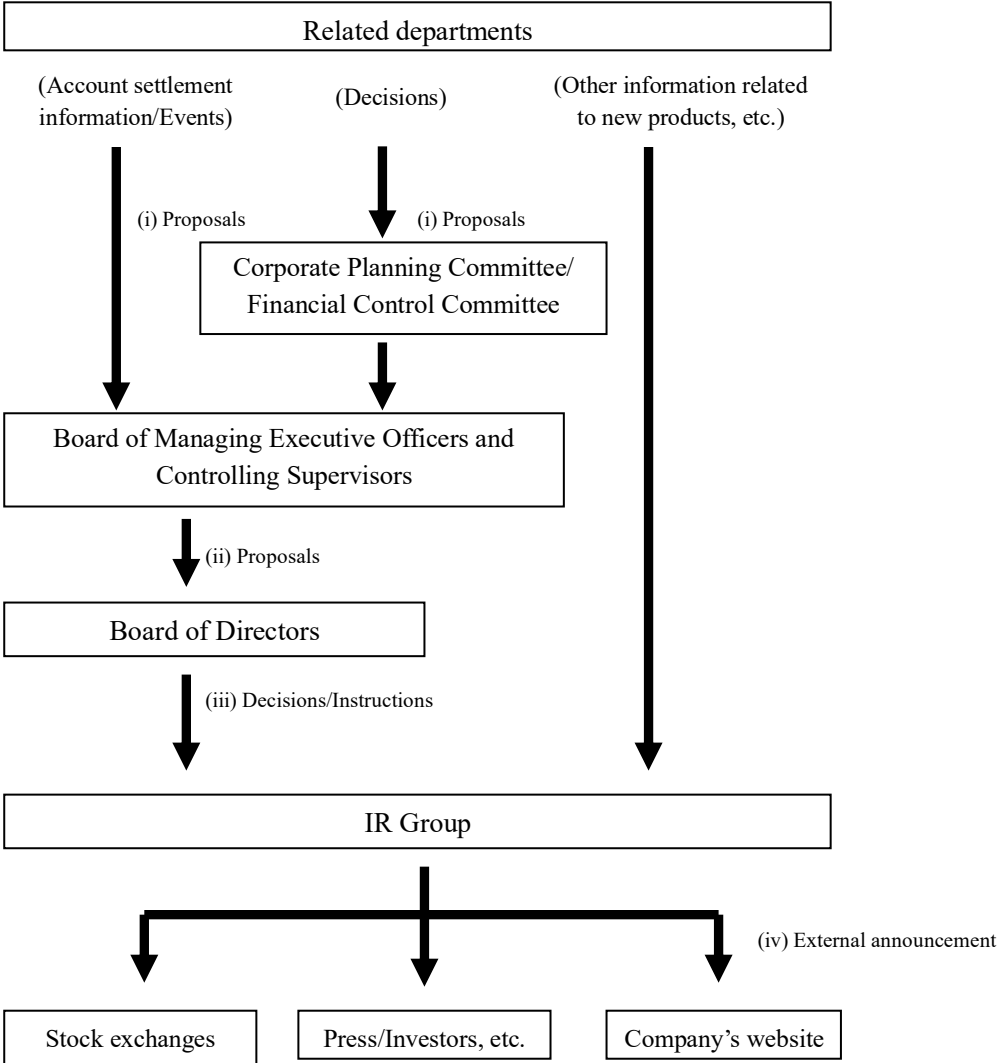 Related departments
(Account settlement
information/Events)
(Decisions)
(Other information related
to new products, etc.)
(i) Proposals
(i) Proposals
Corporate Planning Committee/
Financial Control Committee
Board of Managing Executive Officers and
Controlling Supervisors
(ii) Proposals
Board of Directors
(iii) Decisions/Instructions
IR Group
(iv) External announcement
Stock exchanges
Press/Investors, etc.
Company’s website